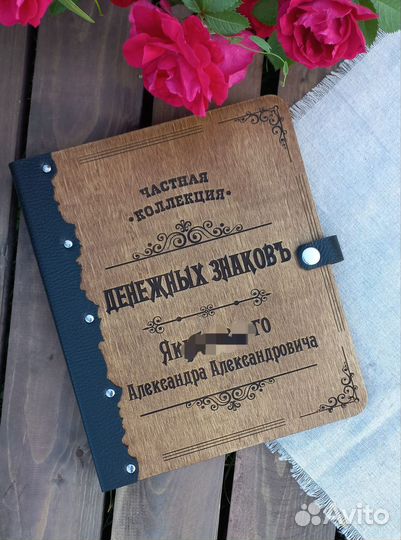 ЧАСТНАЯ
·КОЛЛЕКЦИЯ·
ДЕНЕЖНЫХ ЗНАКОВЪ
Александра Александровича
Avito